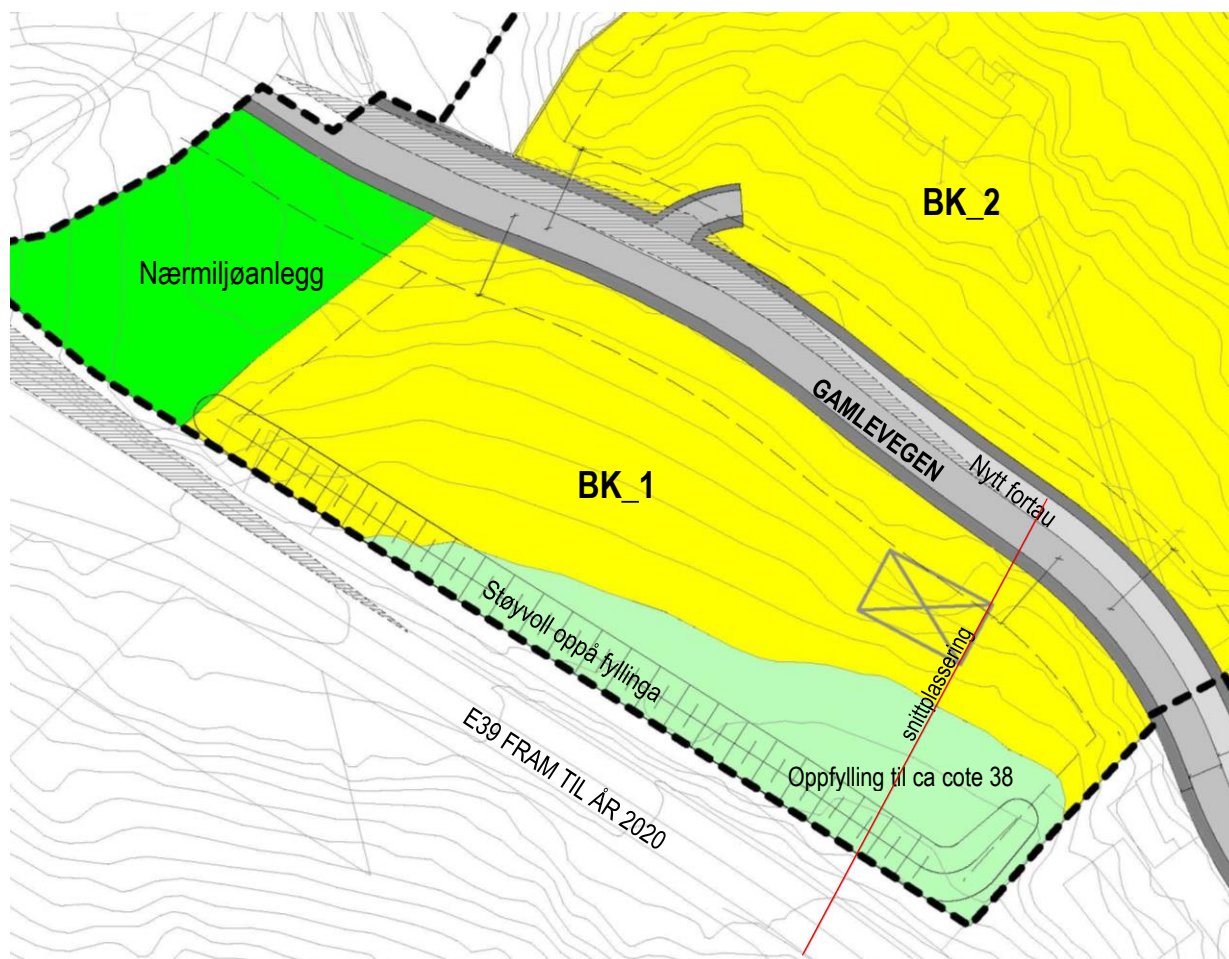 BK_2
Nærmiljøanlegg
GAMLEVEGEN
Nytt fortau
BK_1
Støyvoll oppå fyllinga
snittplassering
E39 FRAM TIL ÅR 2020
Oppfylling til ca cote 38